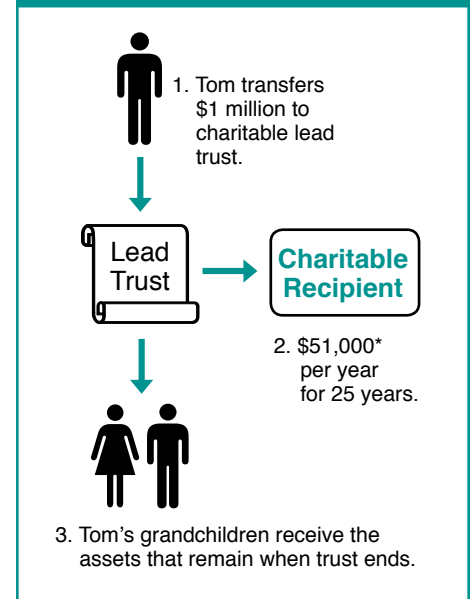 1. Tom transfers
$1 million to
charitable lead
trust.
Lead
Trust
Charitable
Recipient
2. $51,000*
per year
for 25 years.
3. Tom’s grandchildren receive the
assets that remain when trust ends.